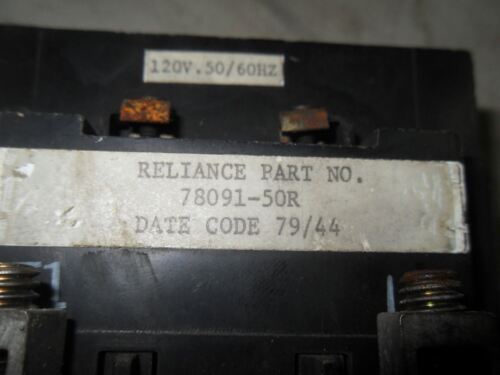 120V.50/60HZ
RELIANCE PART NO.
78091-50R
DATE CODE 79/44